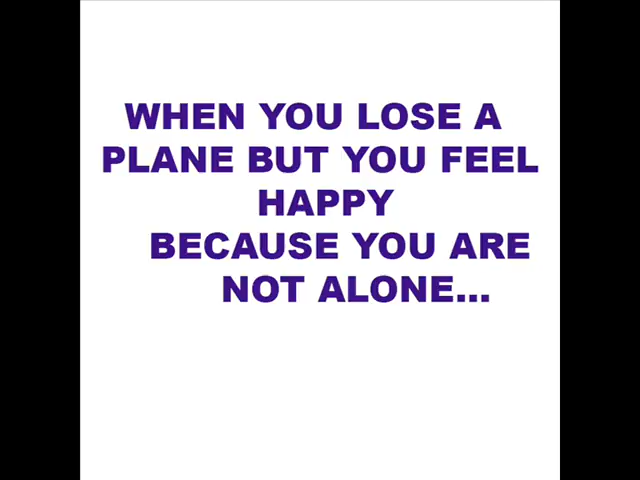 WHEN YOU LOSE A
PLANE BUT YOU FEEL
HAPPY
BECAUSE YOU ARE
NOT ALONE...